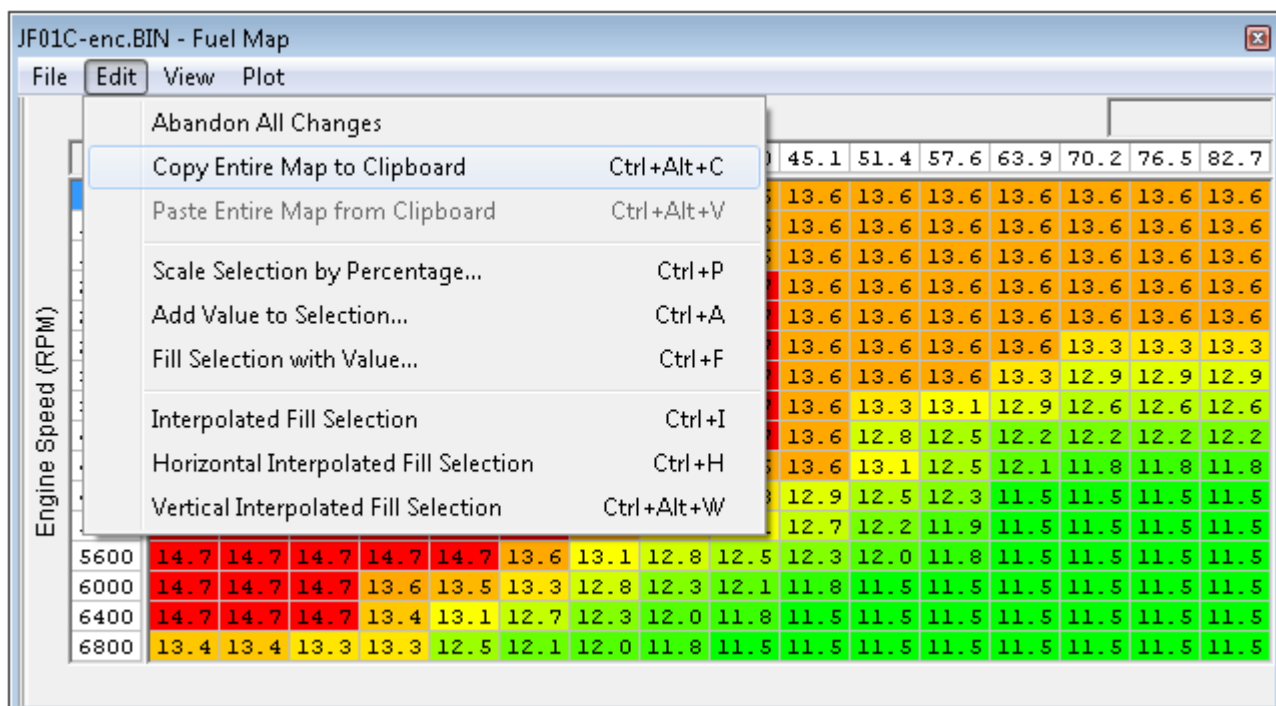 JF01C-enc.BIN - Fuel Map
File Edit View Plot
Abandon All Changes
Copy Entire Map to Clipboard Ctrl+Alt+C
Paste Entire Map from Clipboard Ctrl+Alt+V
Scale Selection by Percentage... Ctrl+P
Add Value to Selection... Ctrl+A
Fill Selection with Value... Ctrl+F
Interpolated Fill Selection Ctrl+I
Horizontal Interpolated Fill Selection Ctrl+H
Vertical Interpolated Fill Selection Ctrl+Alt+W
Engine Speed (RPM)
45.1 51.4 57.6 63.9 70.2 76.5 82.7
13.6 13.6 13.6 13.6 13.6 13.6 13.6
13.6 13.6 13.6 13.6 13.6 13.6 13.6
13.6 13.6 13.6 13.6 13.6 13.6 13.6
13.6 13.6 13.6 13.6 13.6 13.6 13.6
13.6 13.6 13.6 13.6 13.6 13.6 13.6
13.6 13.6 13.6 13.6 13.3 13.3 13.3
13.6 13.6 13.6 13.3 12.9 12.9 12.9
13.6 13.3 13.1 12.9 12.6 12.6 12.6
13.6 12.8 12.5 12.2 12.2 12.2 12.2
13.6 13.1 12.5 12.1 11.8 11.8 11.8
12.9 12.5 12.3 11.5 11.5 11.5 11.5
12.7 12.2 11.9 11.5 11.5 11.5 11.5
5600 14.7 14.7 14.7 14.7 14.7 13.6 13.1 12.8 12.5 12.3 12.0 11.8 11.5 11.5 11.5 11.5
6000 14.7 14.7 14.7 13.6 13.5 13.3 12.8 12.3 12.1 11.8 11.5 11.5 11.5 11.5 11.5 11.5
6400 14.7 14.7 14.7 13.4 13.1 12.7 12.3 12.0 11.8 11.5 11.5 11.5 11.5 11.5 11.5 11.5
6800 13.4 13.4 13.3 13.3 12.5 12.1 12.0 11.8 11.5 11.5 11.5 11.5 11.5 11.5 11.5 11.5